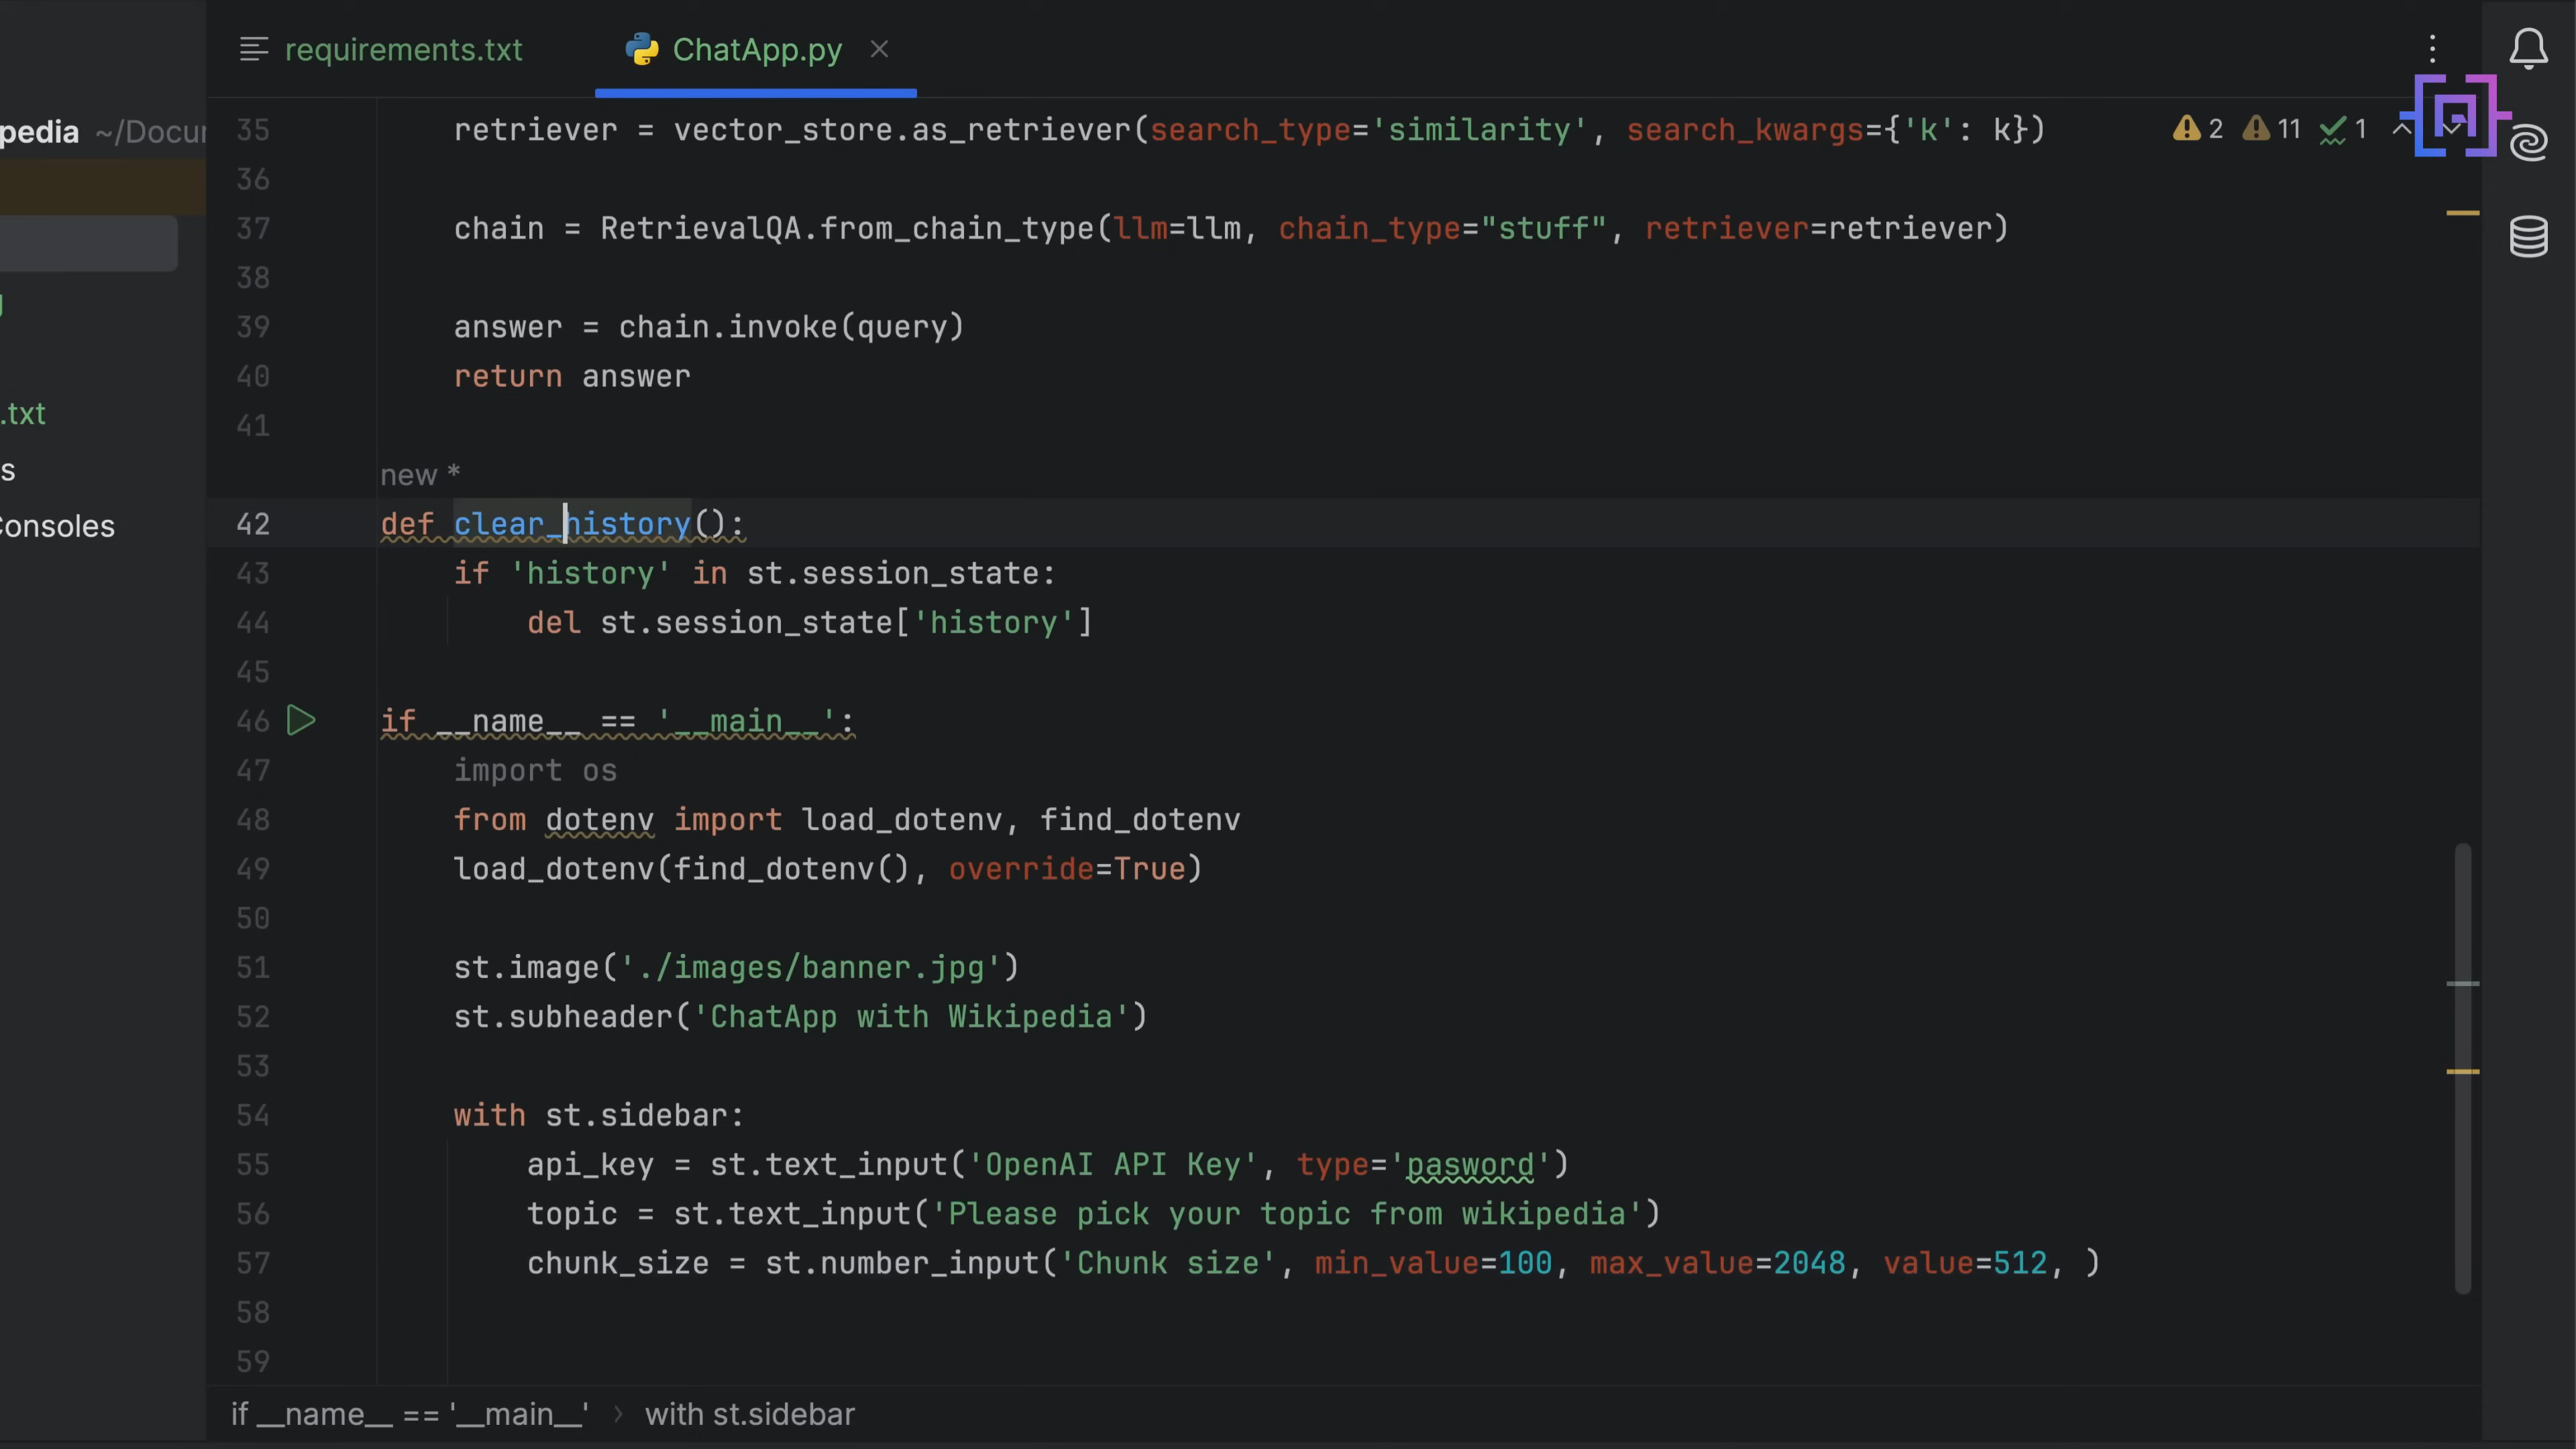 requirements.txt
ChatApp.py
pedia ~/Docu
.txt
s
Consoles
35 retriever = vector_store.as_retriever(search_type='similarity', search_kwargs={'k': k})
2 11 1
36
37 chain = RetrievalQA.from_chain_type(llm=llm, chain_type="stuff", retriever=retriever)
38
39 answer = chain.invoke(query)
40 return answer
41
new *
42 def clear_history():
43 if 'history' in st.session_state:
44 del st.session_state['history']
45
46 if __name__ == '__main__':
47 import os
48 from dotenv import load_dotenv, find_dotenv
49 load_dotenv(find_dotenv(), override=True)
50
51 st.image('./images/banner.jpg')
52 st.subheader('ChatApp with Wikipedia')
53
54 with st.sidebar:
55 api_key = st.text_input('OpenAI API Key', type='pasword')
56 topic = st.text_input('Please pick your topic from wikipedia')
57 chunk_size = st.number_input('Chunk size', min_value=100, max_value=2048, value=512, )
58
59
if __name__ == '__main__' › with st.sidebar